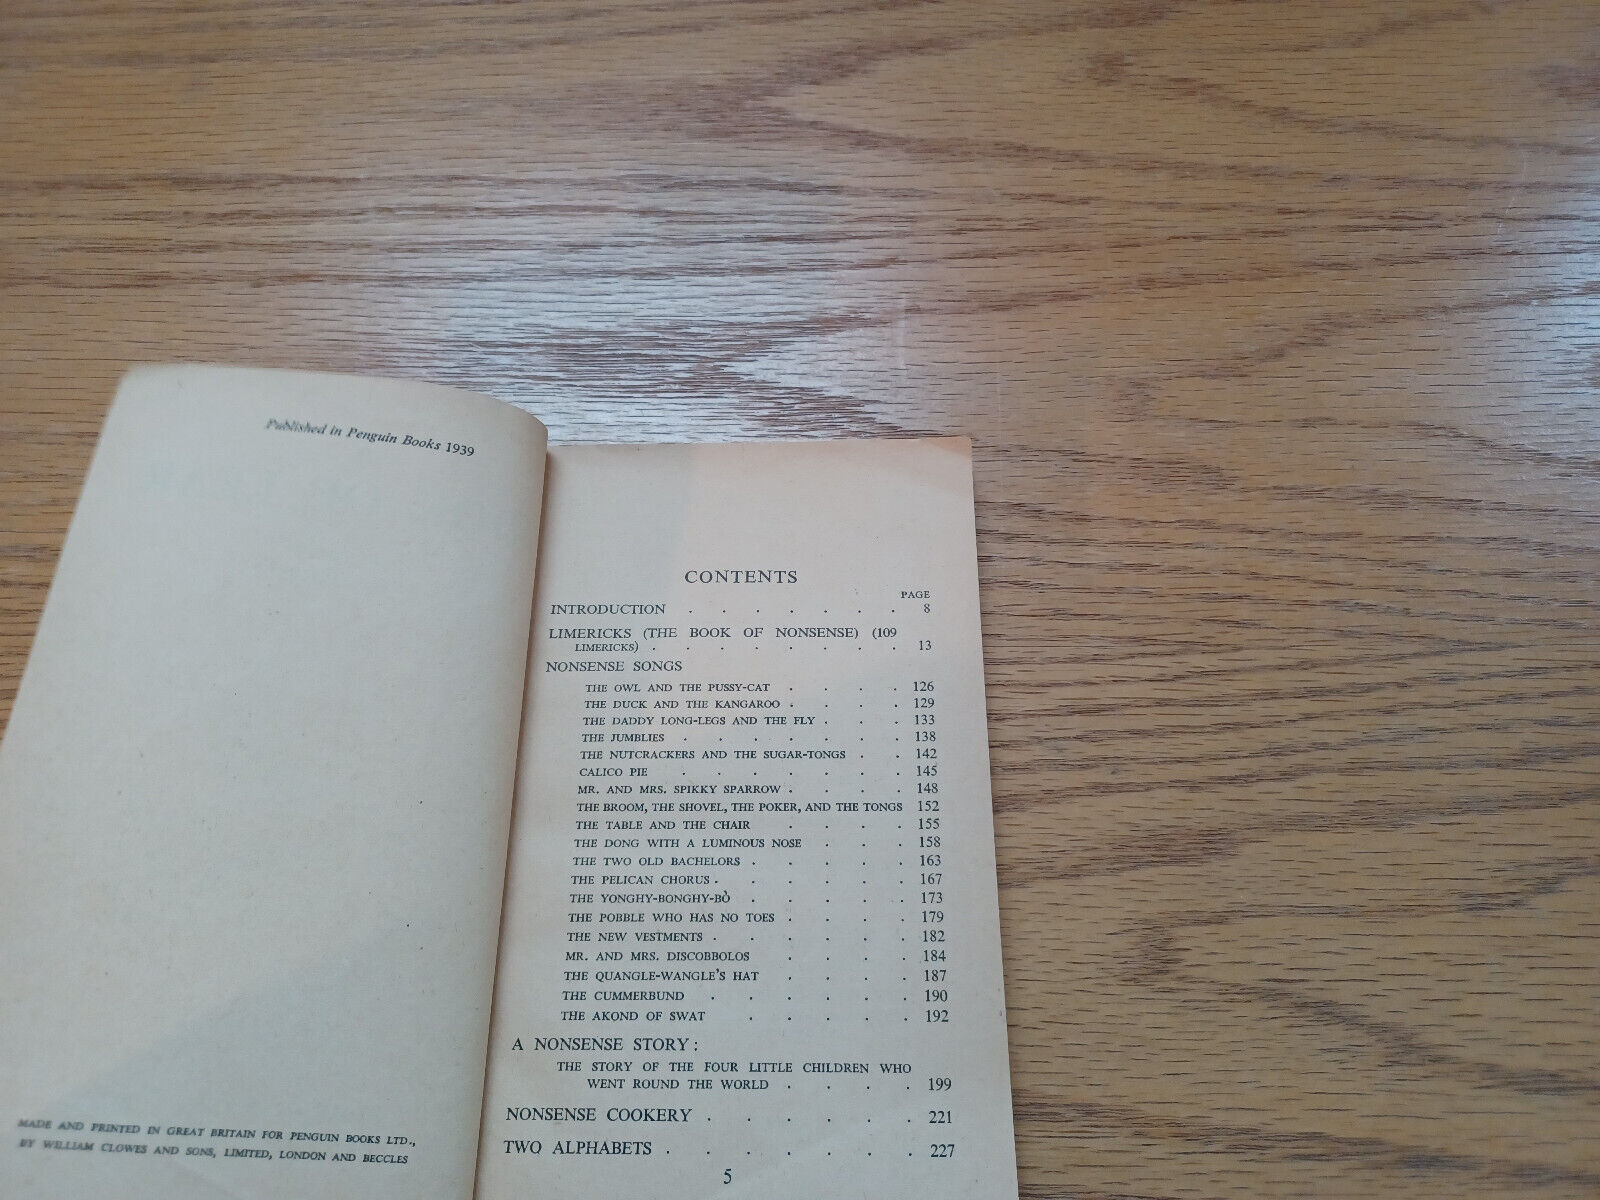 Published in Penguin Books 1939
MADE AND PRINTED IN GREAT BRITAIN FOR PENGUIN BOOKS LTD.,
BY WILLIAM CLOWES AND SONS, LIMITED, LONDON AND BECCLES
CONTENTS
PAGE
INTRODUCTION . . . . . . . 8
LIMERICKS (THE BOOK OF NONSENSE) (109
LIMERICKS) . . . . . . . . 13
NONSENSE SONGS
THE OWL AND THE PUSSY-CAT . . . . 126
THE DUCK AND THE KANGAROO . . . . 129
THE DADDY LONG-LEGS AND THE FLY . . . 133
THE JUMBLIES . . . . . . . 138
THE NUTCRACKERS AND THE SUGAR-TONGS . . 142
CALICO PIE . . . . . . . 145
MR. AND MRS. SPIKKY SPARROW . . . . 148
THE BROOM, THE SHOVEL, THE POKER, AND THE TONGS 152
THE TABLE AND THE CHAIR . . . . 155
THE DONG WITH A LUMINOUS NOSE . . . 158
THE TWO OLD BACHELORS . . . . . 163
THE PELICAN CHORUS . . . . . . 167
THE YONGHY-BONGHY-BÒ . . . . . 173
THE POBBLE WHO HAS NO TOES . . . . 179
THE NEW VESTMENTS . . . . . . 182
MR. AND MRS. DISCOBBOLOS . . . . 184
THE QUANGLE-WANGLE'S HAT . . . . 187
THE CUMMERBUND . . . . . . 190
THE AKOND OF SWAT . . . . . 192
A NONSENSE STORY :
THE STORY OF THE FOUR LITTLE CHILDREN WHO
WENT ROUND THE WORLD . . . . 199
NONSENSE COOKERY . . . . . . 221
TWO ALPHABETS . . . . . . . 227
5